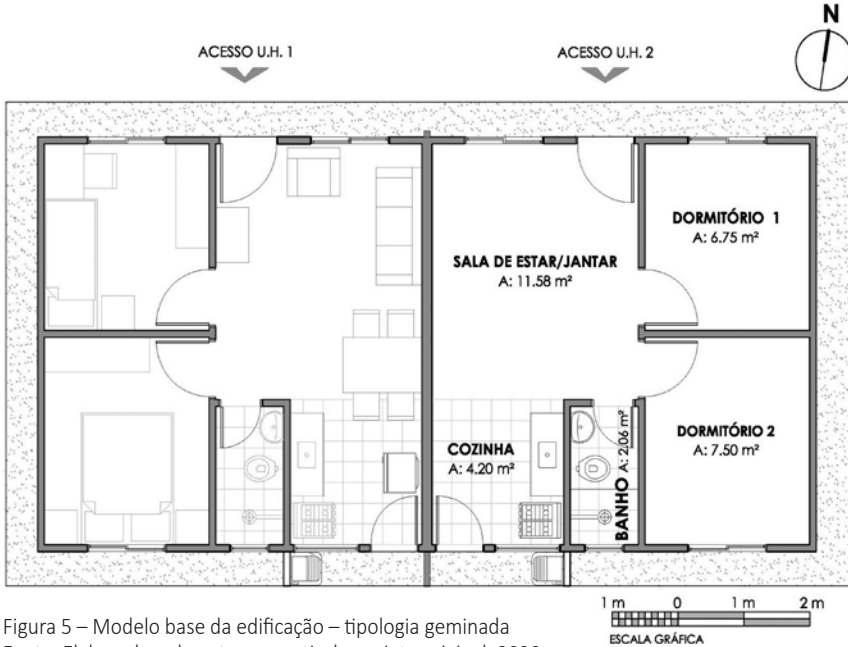 N
ACESSO U.H. 1
ACESSO U.H. 2
DORMITÓRIO 1
A: 6.75 m²
SALA DE ESTAR/JANTAR
A: 11.58 m²
COZINHA
A: 4.20 m²
BANHO A: 2.06 m²
DORMITÓRIO 2
A: 7.50 m²
1 m 0 1 m 2 m
ESCALA GRÁFICA
Figura 5 – Modelo base da edificação – tipologia geminada